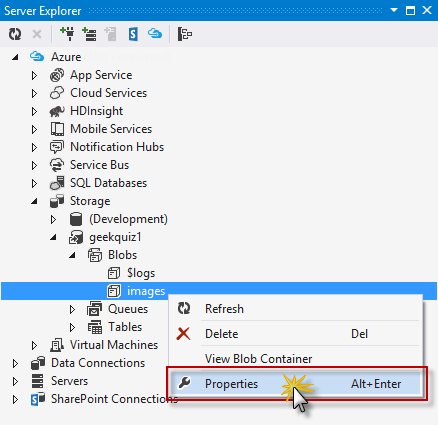 Server Explorer
Azure
App Service
Cloud Services
HDInsight
Mobile Services
Notification Hubs
Service Bus
SQL Databases
Storage
(Development)
geekquiz1
Blobs
$logs
images
Refresh
Queues
Delete Del
Tables
Virtual Machines
View Blob Container
Data Connections
Servers
Properties Alt+Enter
SharePoint Connections